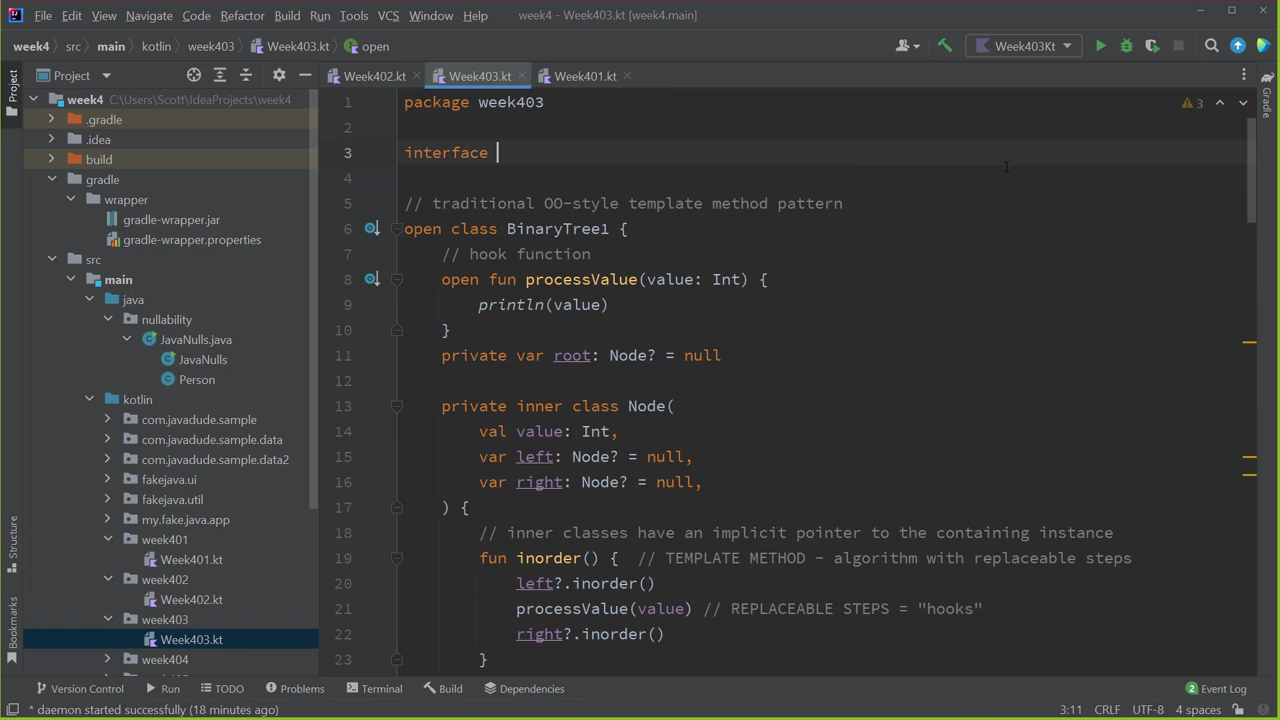 File Edit View Navigate Code Refactor Build Run Tools VCS Window Help week4 - Week403.kt [week4.main]
week4 src main kotlin week403 Week403.kt open Week403Kt
Project Week402.kt Week403.kt Week401.kt
Project
Structure
Bookmarks
Gradle
week4 C:\Users\Scott\IdeaProjects\week4
.gradle
.idea
build
gradle
wrapper
gradle-wrapper.jar
gradle-wrapper.properties
src
main
java
nullability
JavaNulls.java
JavaNulls
Person
kotlin
com.javadude.sample
com.javadude.sample.data
com.javadude.sample.data2
fakejava.ui
fakejava.util
my.fake.java.app
week401
Week401.kt
week402
Week402.kt
week403
Week403.kt
week404
3
1 package week403
2
3 interface
4
5 // traditional OO-style template method pattern
6 open class BinaryTree1 {
7 // hook function
8 open fun processValue(value: Int) {
9 println(value)
10 }
11 private var root: Node? = null
12
13 private inner class Node(
14 val value: Int,
15 var left: Node? = null,
16 var right: Node? = null,
17 ) {
18 // inner classes have an implicit pointer to the containing instance
19 fun inorder() { // TEMPLATE METHOD - algorithm with replaceable steps
20 left?.inorder()
21 processValue(value) // REPLACEABLE STEPS = "hooks"
22 right?.inorder()
23 }
Version Control Run TODO Problems Terminal Build Dependencies 2 Event Log
* daemon started successfully (18 minutes ago) 3:11 CRLF UTF-8 4 spaces